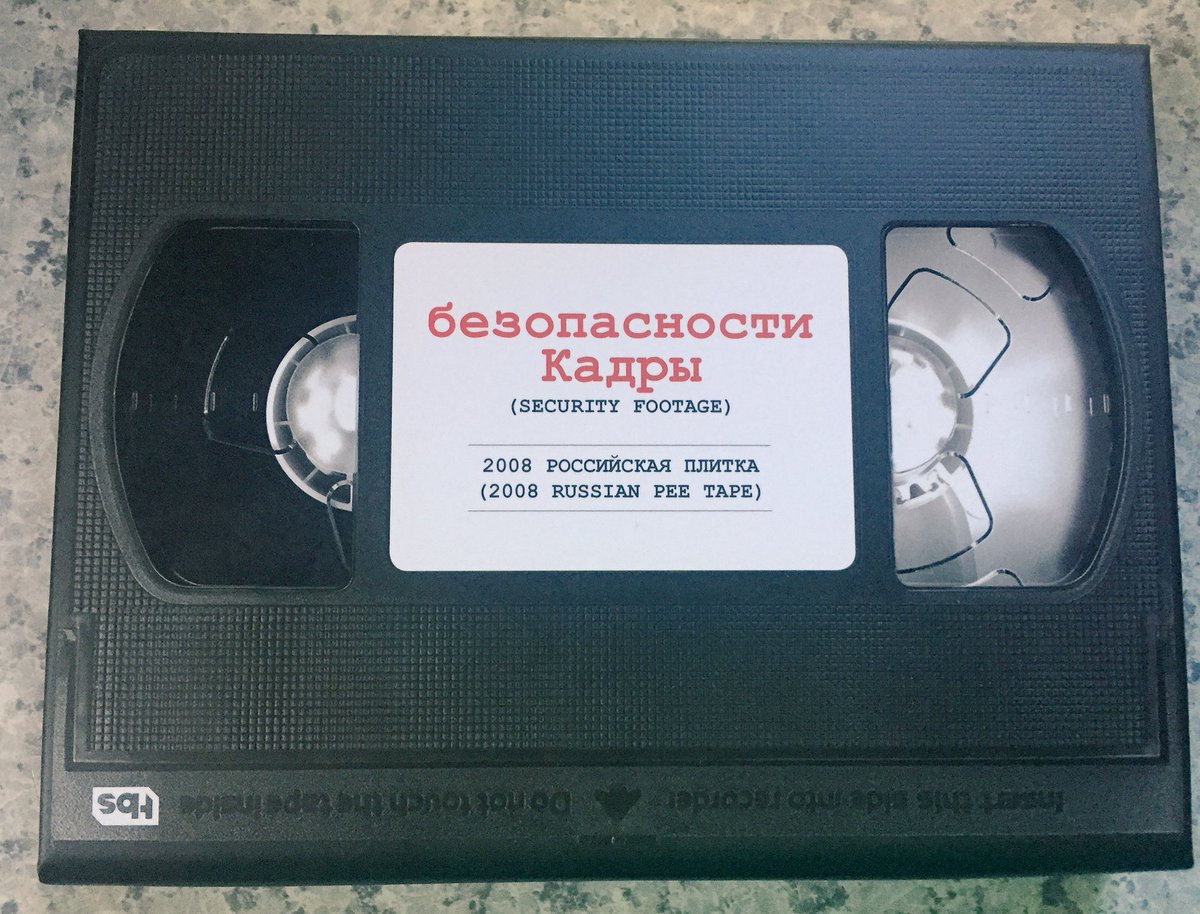 безопасности
Кадры
(SECURITY FOOTAGE)
2008 РОССИЙСКАЯ ПЛИТКА
(2008 RUSSIAN PEE TAPE)
tbs
Do not touch the tape inside
Insert this side into recorder